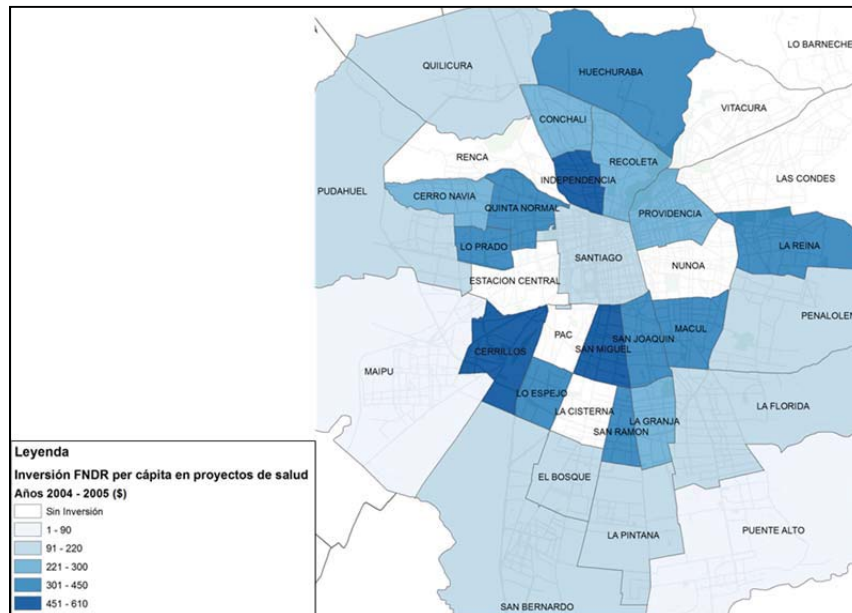 LO BARNECHE
QUILICURA
HUECHURABA
VITACURA
CONCHALI
RENCA
RECOLETA
INDEPENDENCIA
LAS CONDES
PUDAHUEL
CERRO NAVIA
QUINTA NORMAL
PROVIDENCIA
LO PRADO
LA REINA
SANTIAGO
NUNOA
ESTACION CENTRAL
PENALOLEN
MACUL
PAC
SAN JOAQUIN
SAN MIGUEL
CERRILLOS
MAIPU
LO ESPEJO
LA FLORIDA
LA CISTERNA
LA GRANJA
SAN RAMON
EL BOSQUE
PUENTE ALTO
LA PINTANA
SAN BERNARDO
Leyenda
Inversión FNDR per cápita en proyectos de salud
Años 2004 - 2005 ($)
Sin Inversión
1 - 90
91 - 220
221 - 300
301 - 450
451 - 610